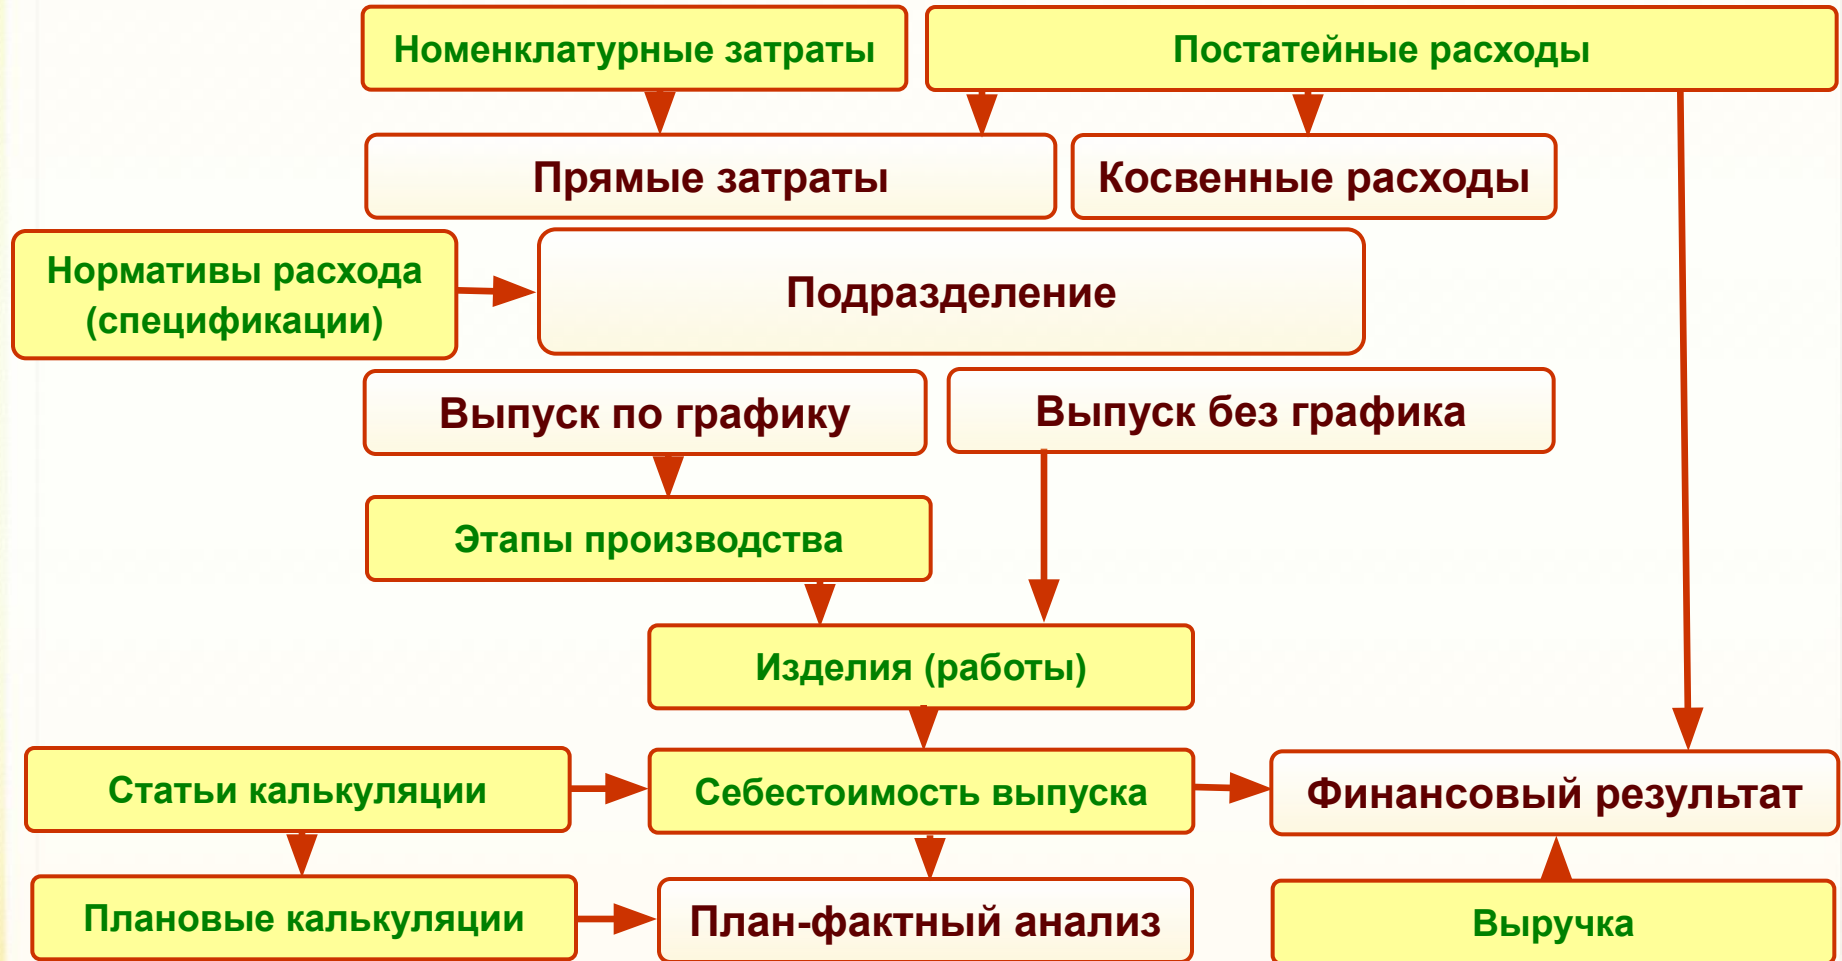 Номенклатурные затраты
Постатейные расходы
Прямые затраты
Косвенные расходы
Нормативы расхода
(спецификации)
Подразделение
Выпуск по графику
Выпуск без графика
Этапы производства
Изделия (работы)
Статьи калькуляции
Себестоимость выпуска
Финансовый результат
Плановые калькуляции
План-фактный анализ
Выручка